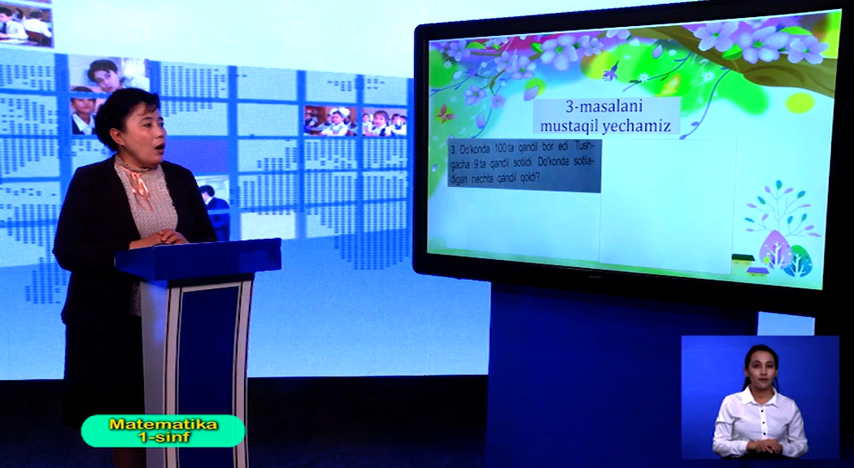 3-masalani
mustaqil yechamiz
3. Do'konda 100 ta qandil bor edi. Tush-
gacha 9 ta qandil sotildi. Do'konda sotila-
digan nechta qandil qoldi?
Matematika
1-sinf